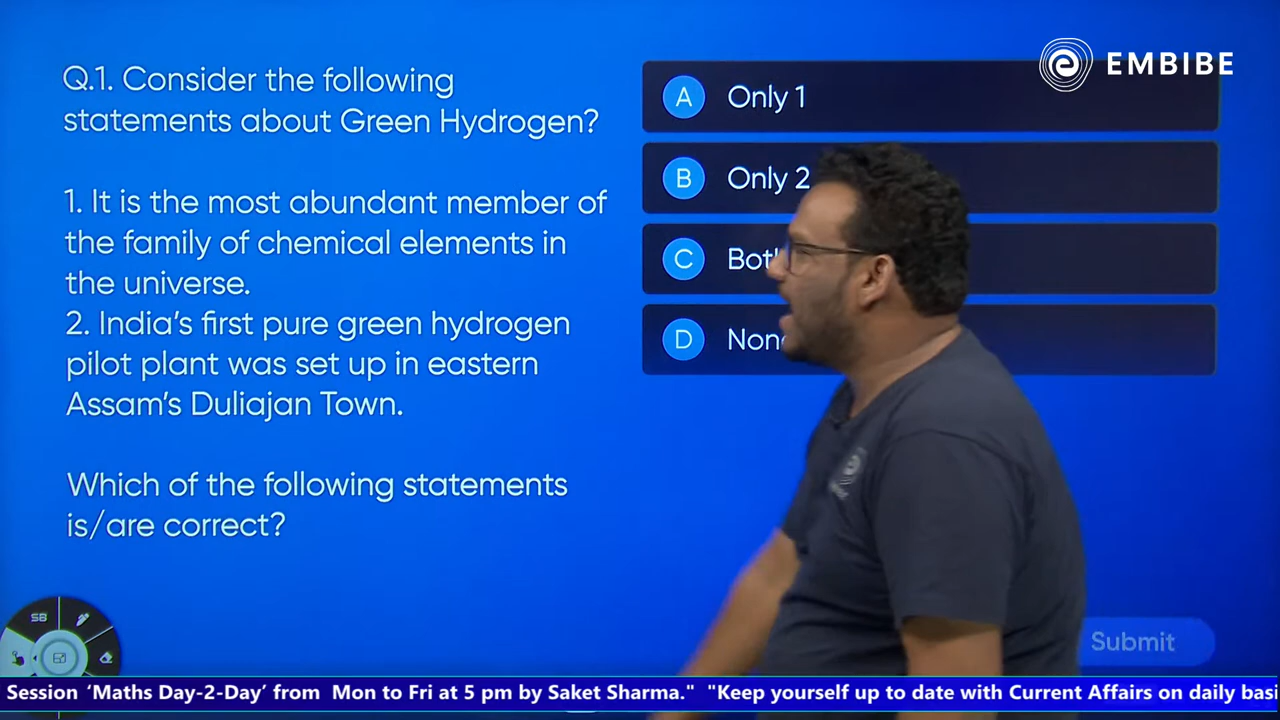 Q.1. Consider the following
statements about Green Hydrogen?
1. It is the most abundant member of
the family of chemical elements in
the universe.
2. India's first pure green hydrogen
pilot plant was set up in eastern
Assam's Duliajan Town.
Which of the following statements
is/are correct?
EMBIBE
A Only 1
B Only 2
C
D
SB
Submit
Session 'Maths Day-2-Day' from Mon to Fri at 5 pm by Saket Sharma." "Keep yourself up to date with Current Affairs on daily basi